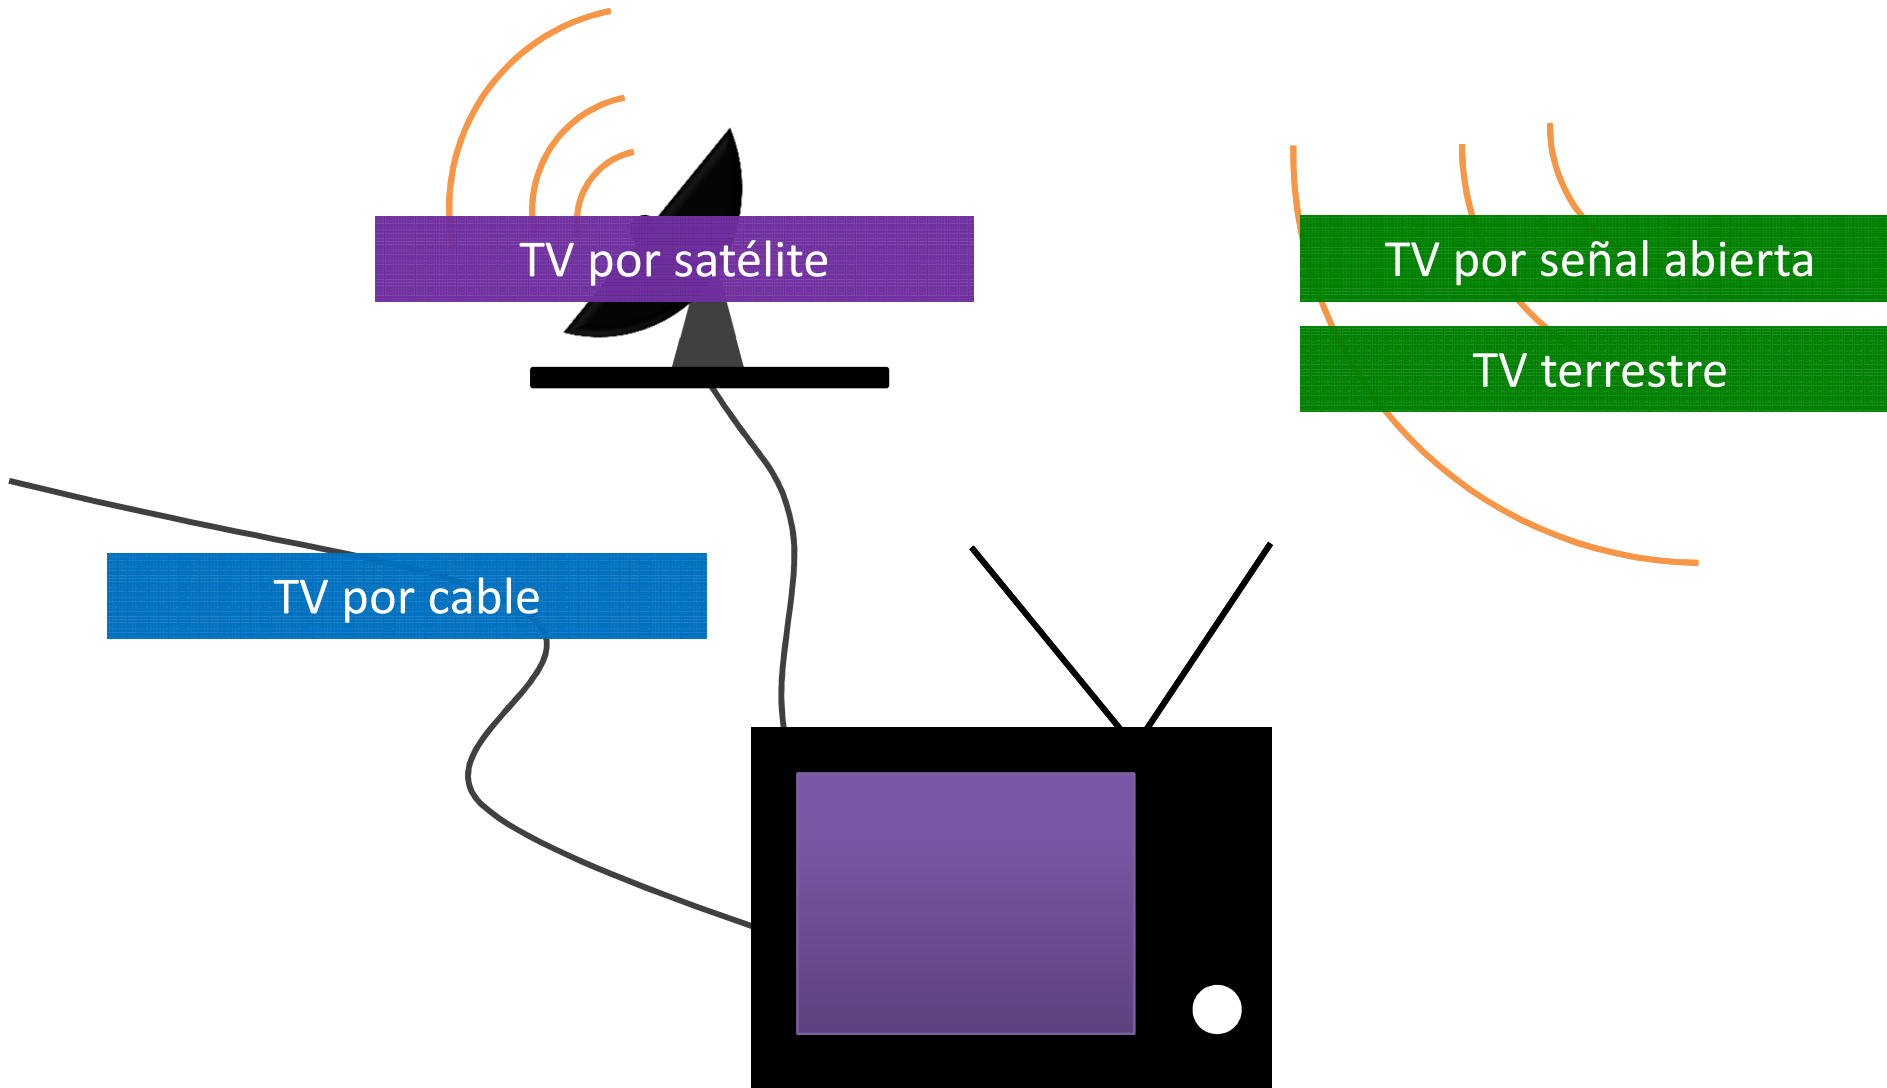 TV por satélite
TV por señal abierta
TV terrestre
TV por cable